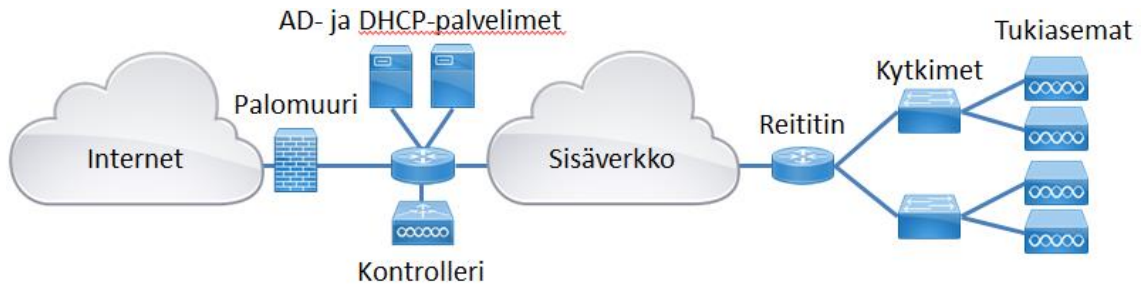 AD- ja DHCP-palvelimet
Tukiasemat
Kytkimet
Palomuuri
Reititin
Internet
Sisäverkko
Kontrolleri